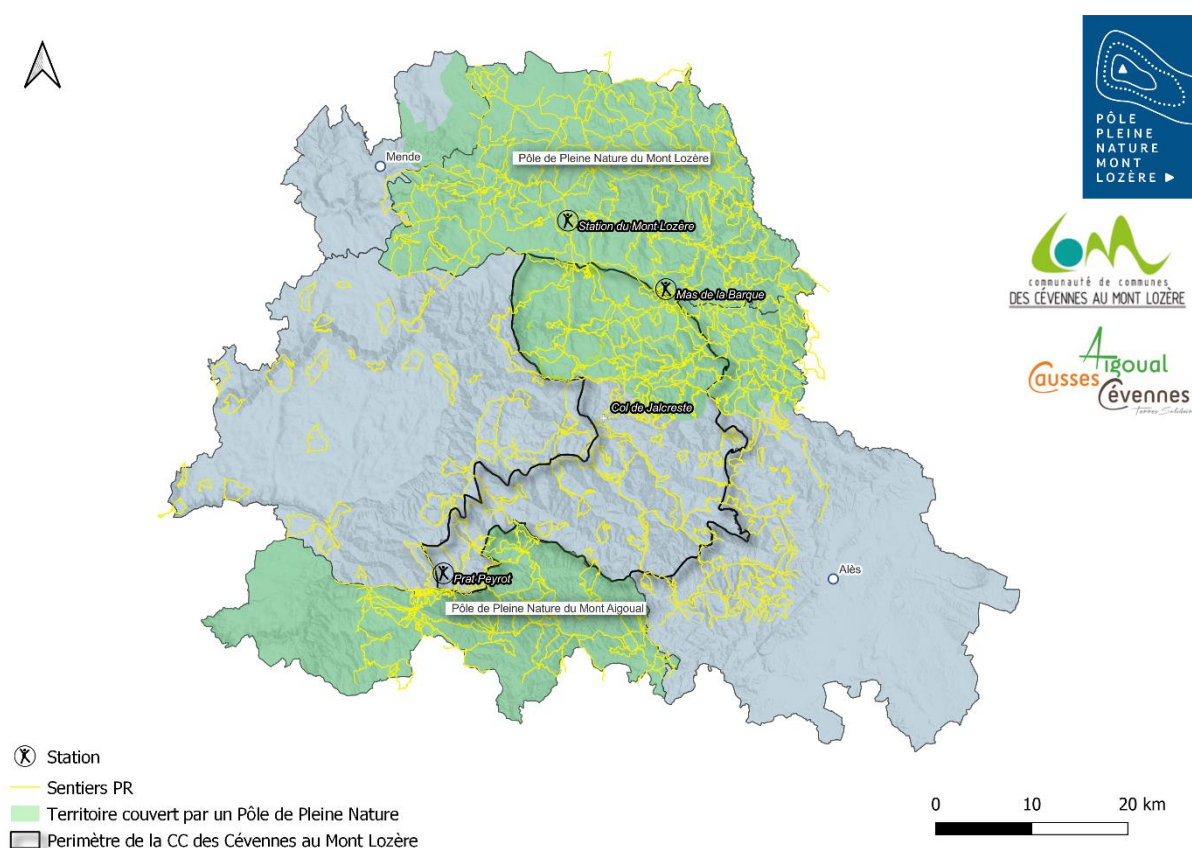 Mende
Pôle de Pleine Nature du Mont Lozère
Station du Mont Lozère
Mas de la Barque
Col de Jalcreste
Prat Peyrot
Pôle de Pleine Nature du Mont Aigoual
Alès
PÔLE
PLEINE
NATURE
MONT
LOZÈRE
com
communauté de communes
DES CÉVENNES AU MONT LOZÈRE
Aigoual
Causses
Cévennes
Terres Solidaires
Station
Sentiers PR
Territoire couvert par un Pôle de Pleine Nature
Perimètre de la CC des Cévennes au Mont Lozère
0 10 20 km